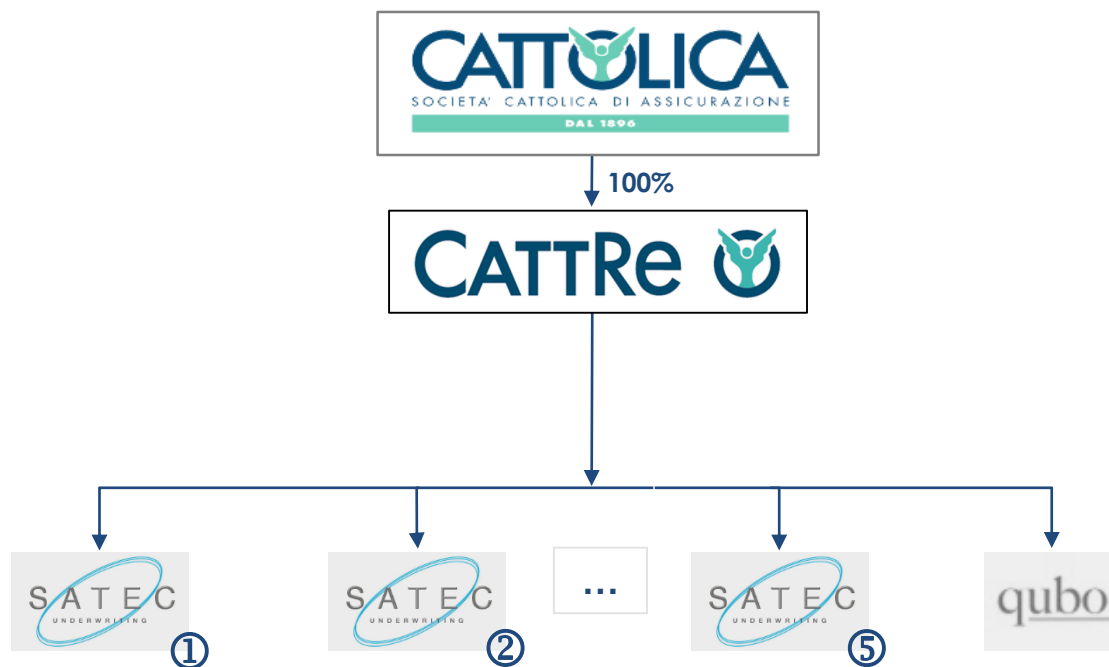 CATTOLICA
SOCIETA' CATTOLICA DI ASSICURAZIONE
DAL 1896
100%
CATTRe
...
SATEC
UNDERWRITING
①
SATEC
UNDERWRITING
②
SATEC
UNDERWRITING
⑤
qubo